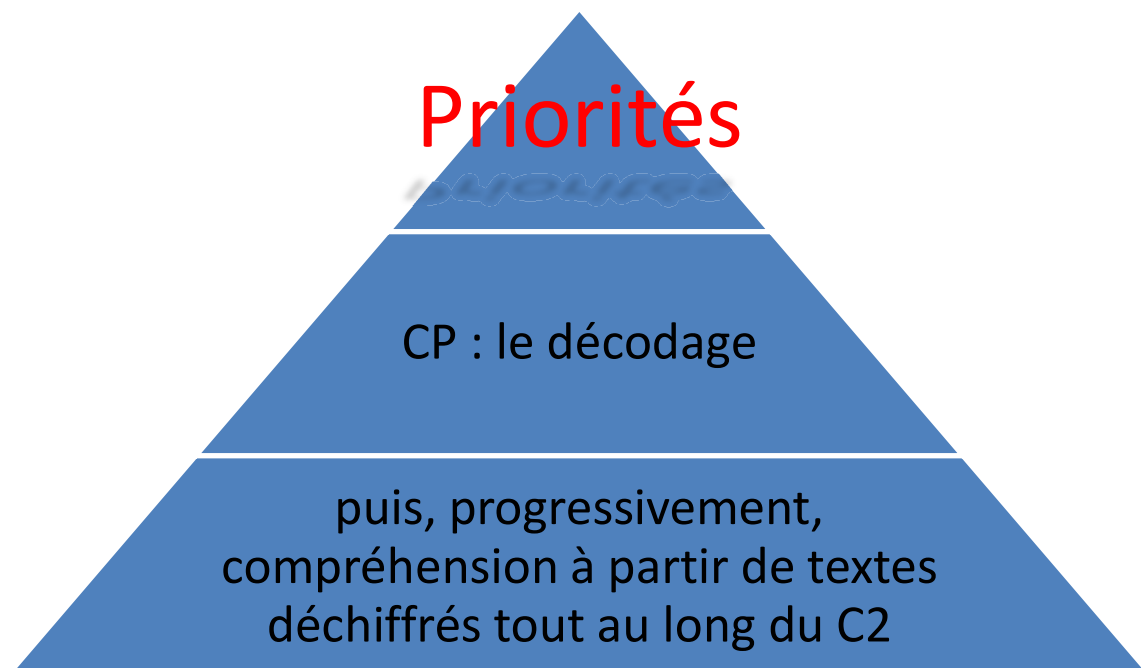 Priorités
CP : le décodage
puis, progressivement,
compréhension à partir de textes
déchiffrés tout au long du C2